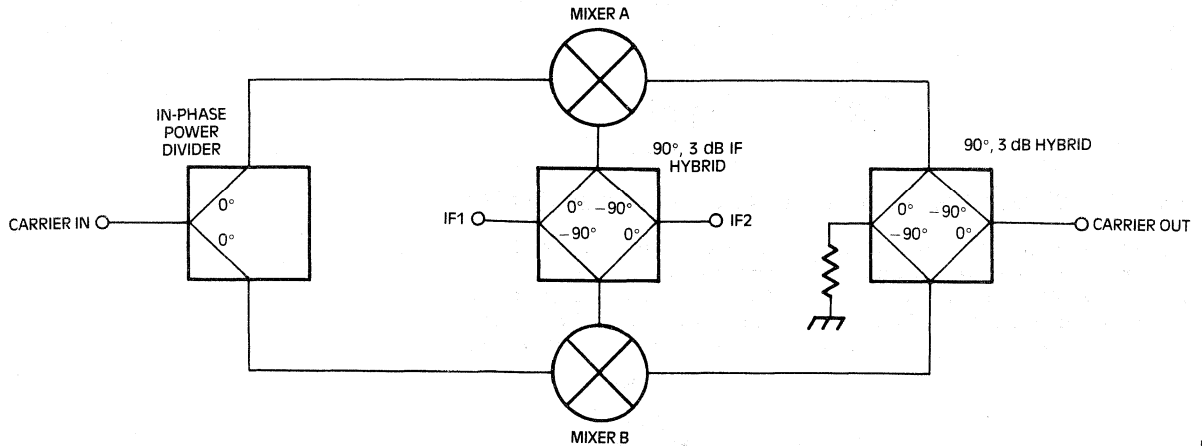 MIXER A
IN-PHASE
POWER
DIVIDER
90°, 3 dB IF
HYBRID
90°, 3 dB HYBRID
0°
0°
CARRIER IN
IF1
0° −90°
−90° 0°
IF2
0° −90°
−90° 0°
CARRIER OUT
MIXER B